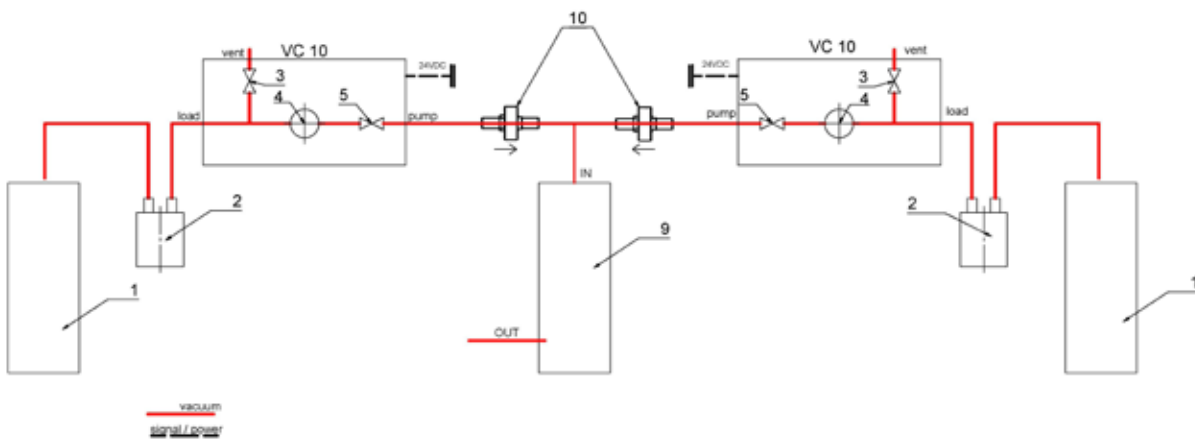 10
vent
VC 10
24VDC
3
4
5
load
pump
24VDC
VC 10
vent
3
5
4
pump
load
IN
2
9
2
1
1
OUT
vacuum
signal / power